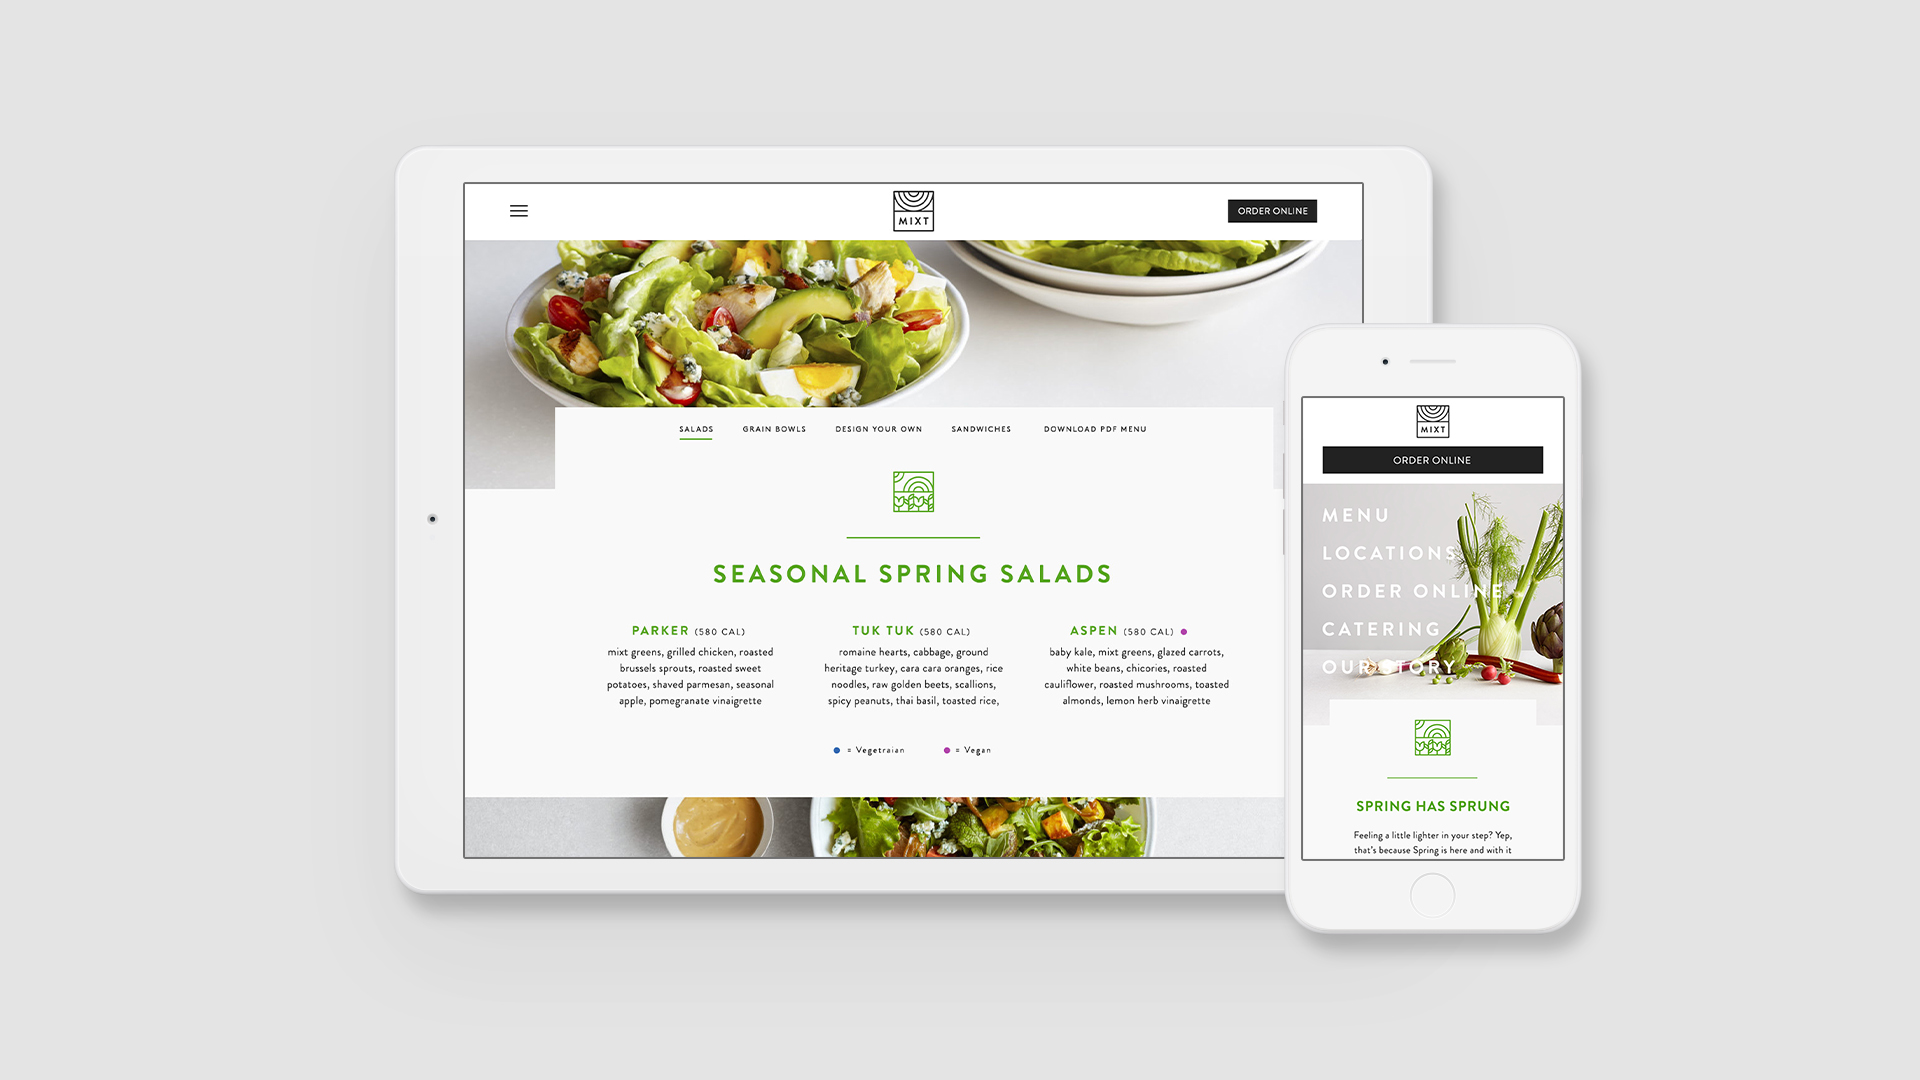 MIXT
ORDER ONLINE
SALADS
GRAIN BOWLS
DESIGN YOUR OWN
SANDWICHES
DOWNLOAD PDF MENU
SEASONAL SPRING SALADS
PARKER (580 CAL)
mixt greens, grilled chicken, roasted
brussels sprouts, roasted sweet
potatoes, shaved parmesan, seasonal
apple, pomegranate vinaigrette
TUK TUK (580 CAL)
romaine hearts, cabbage, ground
heritage turkey, cara cara oranges, rice
noodles, raw golden beets, scallions,
spicy peanuts, thai basil, toasted rice,
ASPEN (580 CAL)
baby kale, mixt greens, glazed carrots,
white beans, chicories, roasted
cauliflower, roasted mushrooms, toasted
almonds, lemon herb vinaigrette
= Vegetraian
= Vegan
MIXT
ORDER ONLINE
MENU
LOCATIONS
ORDER ONLINE
CATERING
OUR STORY
SPRING HAS SPRUNG
Feeling a little lighter in your step? Yep,
that's because Spring is here and with it